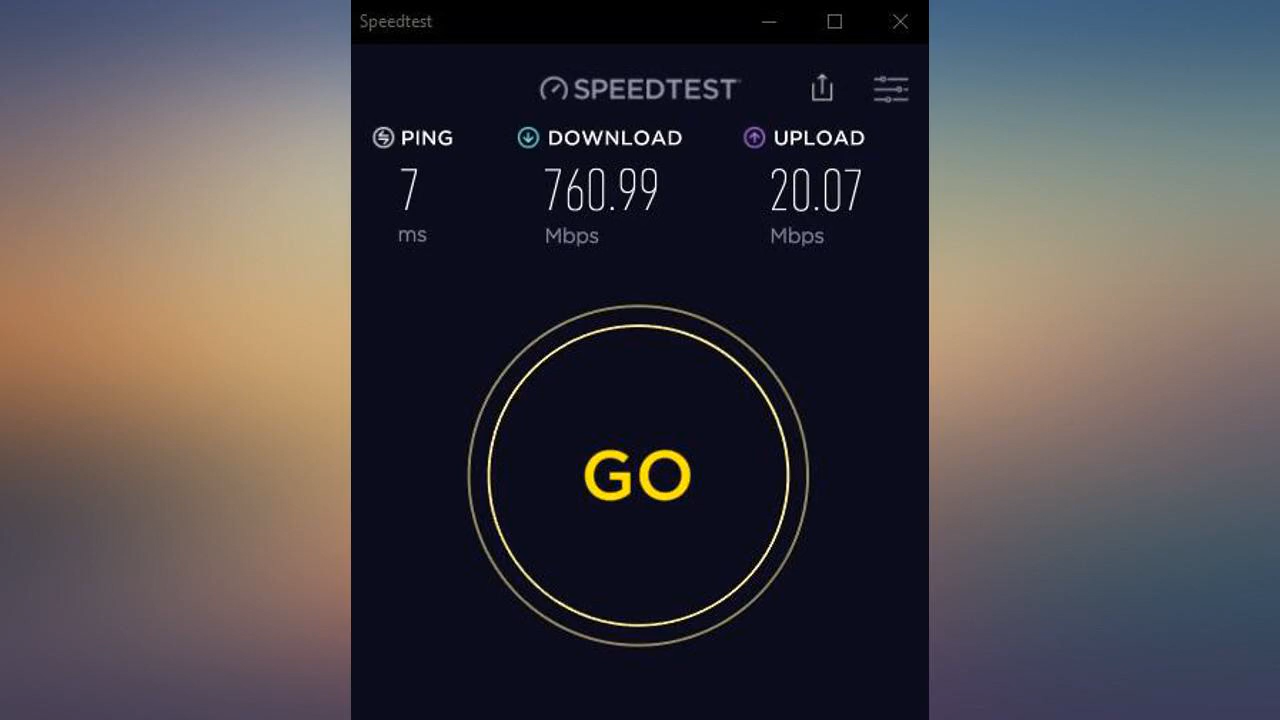 Speedtest
SPEEDTEST
PING DOWNLOAD UPLOAD
7 760.99 20.07
ms Mbps Mbps
GO